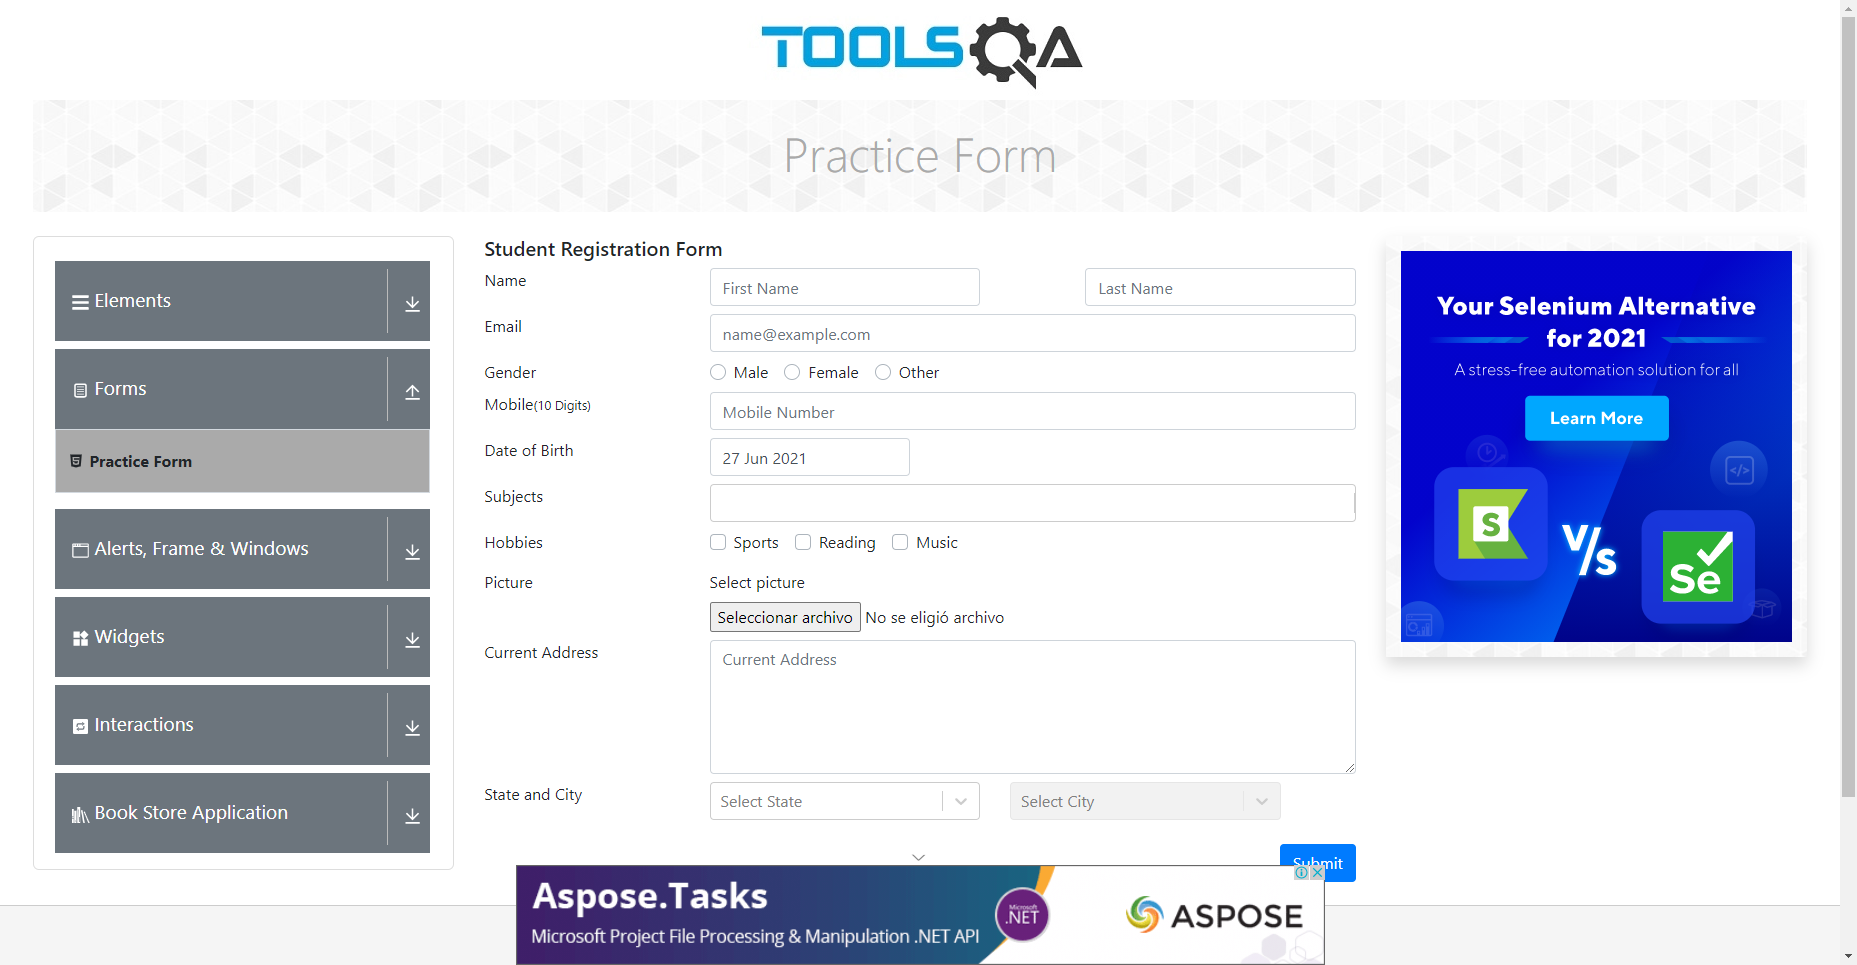 TOOLSQA
Practice Form
Elements
Forms
Practice Form
Alerts, Frame & Windows
Widgets
Interactions
Book Store Application
Student Registration Form
Name
First Name
Last Name
Email
name@example.com
Gender
Male
Female
Other
Mobile(10 Digits)
Mobile Number
Date of Birth
27 Jun 2021
Subjects
Hobbies
Sports
Reading
Music
Picture
Select picture
Seleccionar archivo
No se eligió archivo
Current Address
Current Address
State and City
Select State
Select City
Submit
Your Selenium Alternative
for 2021
A stress-free automation solution for all
Learn More
S
V/s
Se
</>
Aspose.Tasks
Microsoft Project File Processing & Manipulation .NET API
Microsoft
.NET
ASPOSE